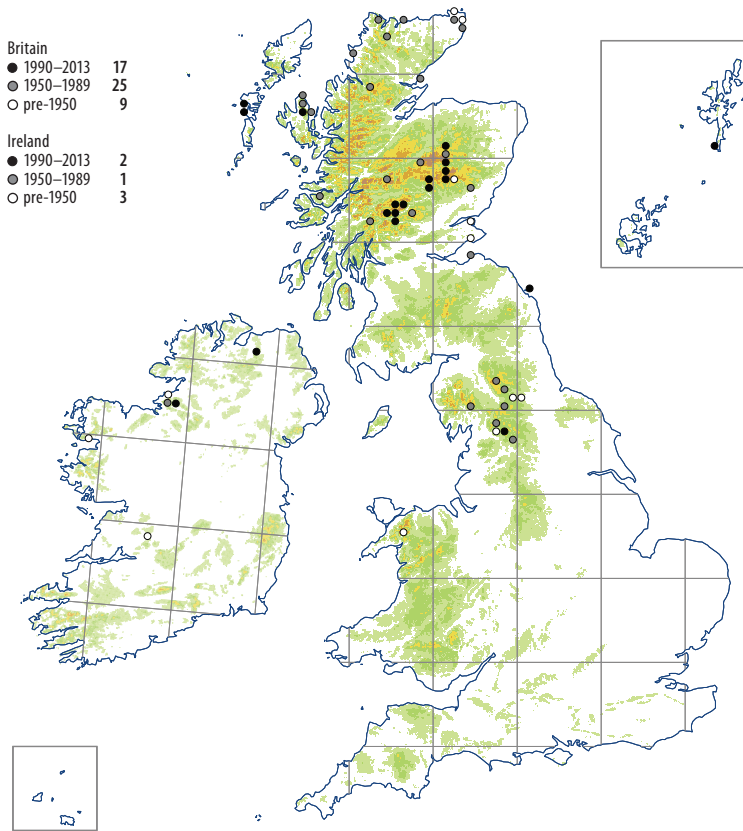 Britain
● 1990–2013 17
● 1950–1989 25
○ pre-1950 9
Ireland
● 1990–2013 2
● 1950–1989 1
○ pre-1950 3